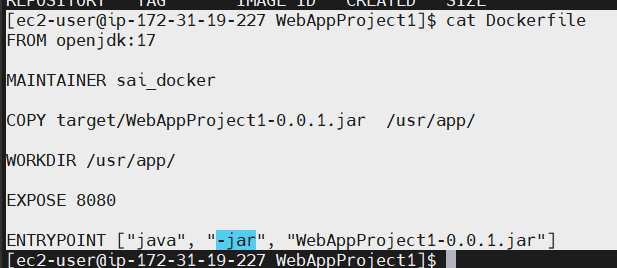 REPOSITORY TAG IMAGE ID CREATED SIZE
[ec2-user@ip-172-31-19-227 WebAppProject1]$ cat Dockerfile
FROM openjdk:17
MAINTAINER sai_docker
COPY target/WebAppProject1-0.0.1.jar  /usr/app/
WORKDIR /usr/app/
EXPOSE 8080
ENTRYPOINT ["java", "-jar", "WebAppProject1-0.0.1.jar"]
[ec2-user@ip-172-31-19-227 WebAppProject1]$